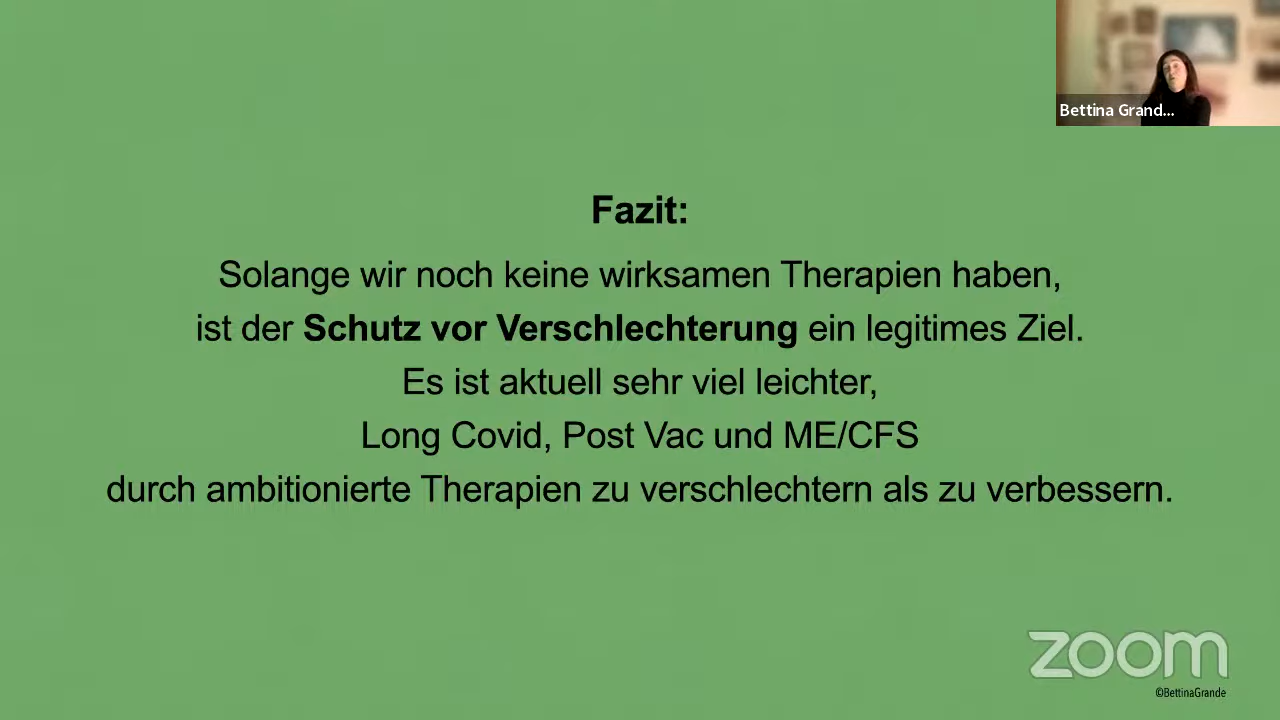 Bettina Grand...
Fazit:
Solange wir noch keine wirksamen Therapien haben,
ist der Schutz vor Verschlechterung ein legitimes Ziel.
Es ist aktuell sehr viel leichter,
Long Covid, Post Vac und ME/CFS
durch ambitionierte Therapien zu verschlechtern als zu verbessern.
zoom
©BettinaGrande